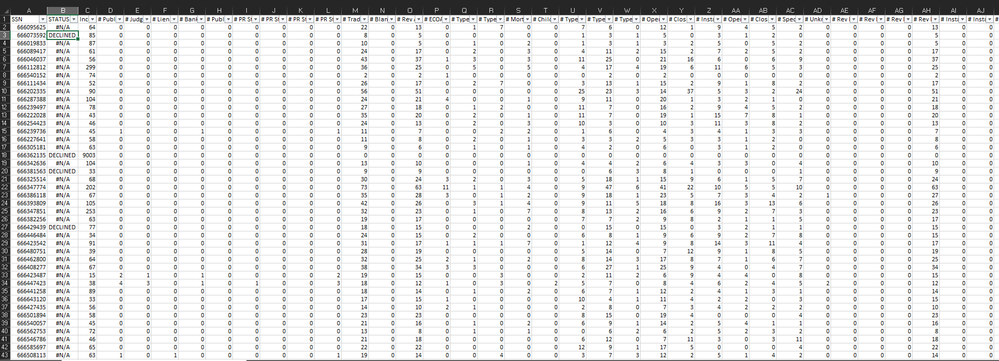 A B C D E F G H I J K L M N O P Q R S T U V W X Y Z AA AB AC AD AE AF AG AH AI AJ
1 SSN STATUS Inc # Publ # Judg # Lien # Bank # Publ # PR St # PR St # PR St # PR St # Trad # Blan # Rev # ECOA # Type # Type # Mort # Chil # Type # Type # Type # Ope # Clos # Insta # Ope # Clos # Spec # Unkn # Rev # Rev # Rev # Rev # Insta # Insta #
2 666095625 #N/A 64 0 0 0 0 0 0 0 0 0 22 0 13 0 1 7 0 0 7 6 0 12 1 9 4 5 2 0 0 0 0 13 0 0
3 666073592 DECLINED 85 0 0 0 0 0 0 0 0 0 8 0 5 0 0 0 0 0 1 3 1 5 0 3 1 2 0 0 0 0 0 5 0 0
4 666019833 #N/A 87 0 0 0 0 0 0 0 0 0 10 0 5 0 1 0 2 0 1 3 1 3 2 5 0 5 2 0 0 0 0 5 0 0
5 666089417 #N/A 61 0 0 0 0 0 0 0 0 0 24 0 17 0 2 0 3 0 4 11 2 15 2 7 2 5 2 0 0 0 0 17 0 0
6 666046037 #N/A 56 0 0 0 0 0 0 0 0 0 43 0 37 1 3 0 3 0 11 25 0 21 16 6 0 6 9 0 0 0 0 37 0 0
7 666112812 #N/A 299 0 0 0 0 0 0 0 0 0 36 0 25 0 5 0 5 0 4 17 4 19 6 11 6 5 3 0 0 0 0 25 0 0
8 666540152 #N/A 74 0 0 0 0 0 0 0 0 0 2 0 2 1 0 0 0 0 0 2 0 2 0 0 0 0 0 0 0 0 0 2 0 0
9 666111434 #N/A 52 0 0 0 0 0 0 0 0 0 26 0 17 0 2 7 0 0 3 13 1 15 2 9 1 8 2 0 0 0 0 17 0 0
10 666202335 #N/A 90 0 0 0 0 0 0 0 0 0 56 0 51 0 0 0 0 0 25 23 3 14 37 5 3 2 24 0 0 0 0 51 0 0
11 666287388 #N/A 104 0 0 0 0 0 0 0 0 0 24 0 21 4 0 0 1 0 9 11 0 20 1 3 2 1 0 0 0 0 0 21 0 0
12 666239497 #N/A 78 0 0 0 0 0 0 0 0 0 27 0 18 0 1 2 0 0 11 7 0 16 2 9 4 5 2 0 0 0 0 18 0 0
13 666222028 #N/A 43 0 0 0 0 0 0 0 0 0 35 0 20 0 2 0 1 0 11 7 0 19 1 15 7 8 1 0 0 0 0 20 0 0
14 666254423 #N/A 46 0 0 0 0 0 0 0 0 0 24 0 13 0 2 0 3 0 10 3 0 10 3 11 3 8 2 0 0 0 0 13 0 0
15 666239736 #N/A 45 1 0 0 1 0 0 0 0 1 11 0 7 0 0 2 2 0 1 6 0 4 3 4 1 3 3 0 0 0 0 7 0 0
16 666227641 #N/A 58 0 0 0 0 0 0 0 0 0 11 0 8 0 2 0 1 0 3 3 2 5 3 3 1 2 0 0 0 0 0 8 0 0
17 666305181 #N/A 63 0 0 0 0 0 0 0 0 0 9 0 6 0 1 0 1 0 4 2 0 6 0 3 1 2 0 0 0 0 0 6 0 0
18 666362135 DECLINED 9003 0 0 0 0 0 0 0 0 0 0 0 0 0 0 0 0 0 0 0 0 0 0 0 0 0 0 0 0 0 0 0 0 0
19 666342636 #N/A 104 0 0 0 0 0 0 0 0 0 13 0 10 0 0 0 1 0 4 4 2 6 4 3 3 0 4 0 0 0 0 10 0 0
20 666381563 DECLINED 33 0 0 0 0 0 0 0 0 0 9 0 9 0 0 0 0 0 0 6 3 8 1 0 0 0 1 0 0 0 0 9 0 0
21 666325514 #N/A 68 0 0 0 0 0 0 0 0 0 30 0 24 3 2 0 3 0 5 18 1 15 9 6 1 5 7 0 0 0 0 24 0 0
22 666347774 #N/A 202 0 0 0 0 0 0 0 0 0 73 0 63 11 1 1 4 0 9 47 6 41 22 10 5 5 10 0 0 0 0 63 0 0
23 666386118 #N/A 67 0 0 0 0 0 0 0 0 0 35 0 28 3 0 1 2 0 9 18 1 23 5 7 3 4 2 1 0 0 0 27 0 0
24 666393809 #N/A 105 0 0 0 0 0 0 0 0 0 42 0 26 0 3 1 4 0 9 11 5 18 8 16 3 13 6 0 0 0 0 26 0 0
25 666347851 #N/A 253 0 0 0 0 0 0 0 0 0 32 0 23 0 1 0 7 0 8 13 2 16 6 9 2 7 3 0 0 0 0 23 0 0
26 666382256 #N/A 63 0 0 0 0 0 0 0 0 0 19 0 17 0 0 0 0 0 7 7 2 9 8 2 1 1 5 0 0 0 0 17 0 0
27 666429439 DECLINED 77 0 0 0 0 0 0 0 0 0 18 0 15 0 0 0 2 0 0 15 0 15 0 3 2 1 1 0 0 0 0 15 0 0
28 666446484 #N/A 34 0 0 0 0 0 0 0 0 0 24 0 15 0 2 0 0 0 6 8 1 9 6 9 2 7 8 0 0 0 0 15 0 0
29 666423542 #N/A 91 0 0 0 0 0 0 0 0 0 31 0 17 1 1 1 7 0 1 12 4 9 8 14 3 11 4 0 0 0 0 17 0 0
30 666480751 #N/A 39 0 0 0 0 0 0 0 0 0 28 0 19 0 0 0 0 0 5 14 0 7 12 9 1 8 5 0 0 0 0 19 0 0
31 666462800 #N/A 64 0 0 0 0 0 0 0 0 0 32 0 25 2 1 0 2 0 8 14 3 17 8 7 1 6 7 0 0 0 0 25 0 0
32 666408277 #N/A 67 0 0 0 0 0 0 0 0 0 38 0 34 3 3 0 0 0 6 27 1 25 9 4 0 4 7 0 0 0 0 34 0 0
33 666423487 #N/A 15 2 1 0 1 0 0 0 0 2 19 0 15 0 0 3 0 0 2 11 2 6 9 4 4 0 8 0 0 0 0 15 0 0
34 666447423 #N/A 38 4 3 0 1 0 1 0 0 3 18 0 12 1 0 3 0 2 5 7 0 8 4 6 2 4 5 2 0 0 0 12 0 0
35 666441258 #N/A 89 0 0 0 0 0 0 0 0 0 18 0 14 0 1 0 2 0 6 7 1 12 2 4 1 3 1 0 0 0 0 14 0 0
36 666643120 #N/A 33 0 0 0 0 0 0 0 0 0 17 0 15 1 0 0 0 0 10 4 1 11 4 2 2 0 3 0 0 0 0 15 0 0
37 666427435 #N/A 56 0 0 0 0 0 0 0 0 0 14 0 10 2 1 0 0 0 2 8 0 7 3 4 2 2 2 0 0 0 0 10 0 0
38 666501894 #N/A 58 0 0 0 0 0 0 0 0 0 23 0 23 0 0 0 0 0 8 15 0 19 4 0 0 0 4 0 0 0 0 23 0 0
39 666540057 #N/A 45 0 0 0 0 0 0 0 0 0 21 0 16 0 1 0 2 0 6 9 1 14 2 5 4 1 1 0 0 0 0 16 0 0
40 666562753 #N/A 72 0 0 0 0 0 0 0 0 0 13 0 8 0 1 0 1 0 0 6 2 6 2 5 2 3 2 0 0 0 0 8 0 0
41 666546786 #N/A 46 0 0 0 0 0 0 0 0 0 21 0 18 0 0 0 0 0 6 12 0 7 11 3 0 3 11 0 0 0 0 18 0 0
42 666585697 #N/A 65 0 0 0 0 0 0 0 0 0 22 0 22 0 0 0 0 0 12 9 1 17 5 0 0 0 4 0 0 0 0 22 0 0
43 666508113 #N/A 63 1 0 1 0 0 0 0 0 1 19 0 14 0 0 4 0 0 3 7 3 12 2 5 1 4 2 0 0 0 0 14 0 0